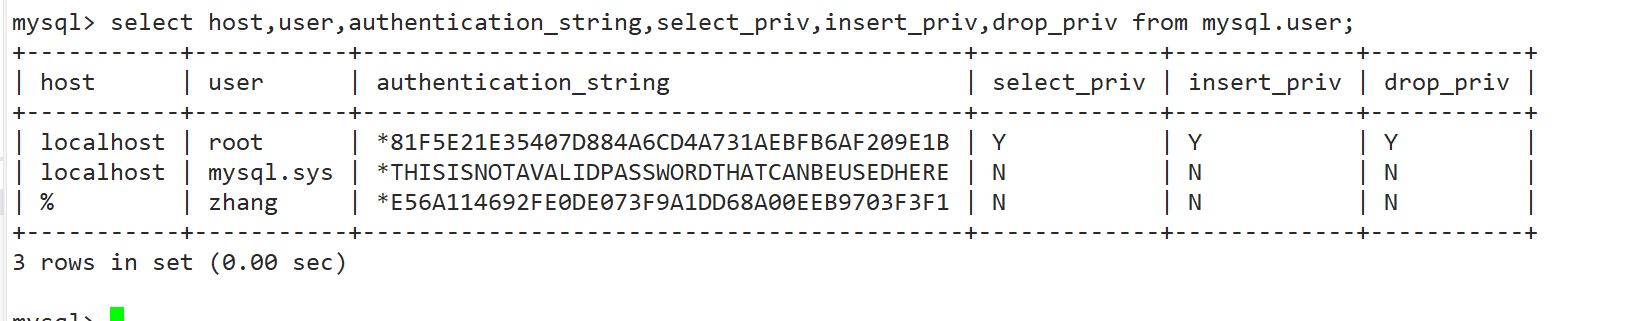 mysql> select host,user,authentication_string,select_priv,insert_priv,drop_priv from mysql.user;
+-----------+-----------+-------------------------------------------+-------------+-------------+-----------+
| host      | user      | authentication_string                     | select_priv | insert_priv | drop_priv |
+-----------+-----------+-------------------------------------------+-------------+-------------+-----------+
| localhost | root      | *81F5E21E35407D884A6CD4A731AEBFB6AF209E1B | Y           | Y           | Y         |
| localhost | mysql.sys | *THISISNOTAVALIDPASSWORDTHATCANBEUSEDHERE | N           | N           | N         |
| %         | zhang     | *E56A114692FE0DE073F9A1DD68A00EEB9703F3F1 | N           | N           | N         |
+-----------+-----------+-------------------------------------------+-------------+-------------+-----------+
3 rows in set (0.00 sec)
mysql>